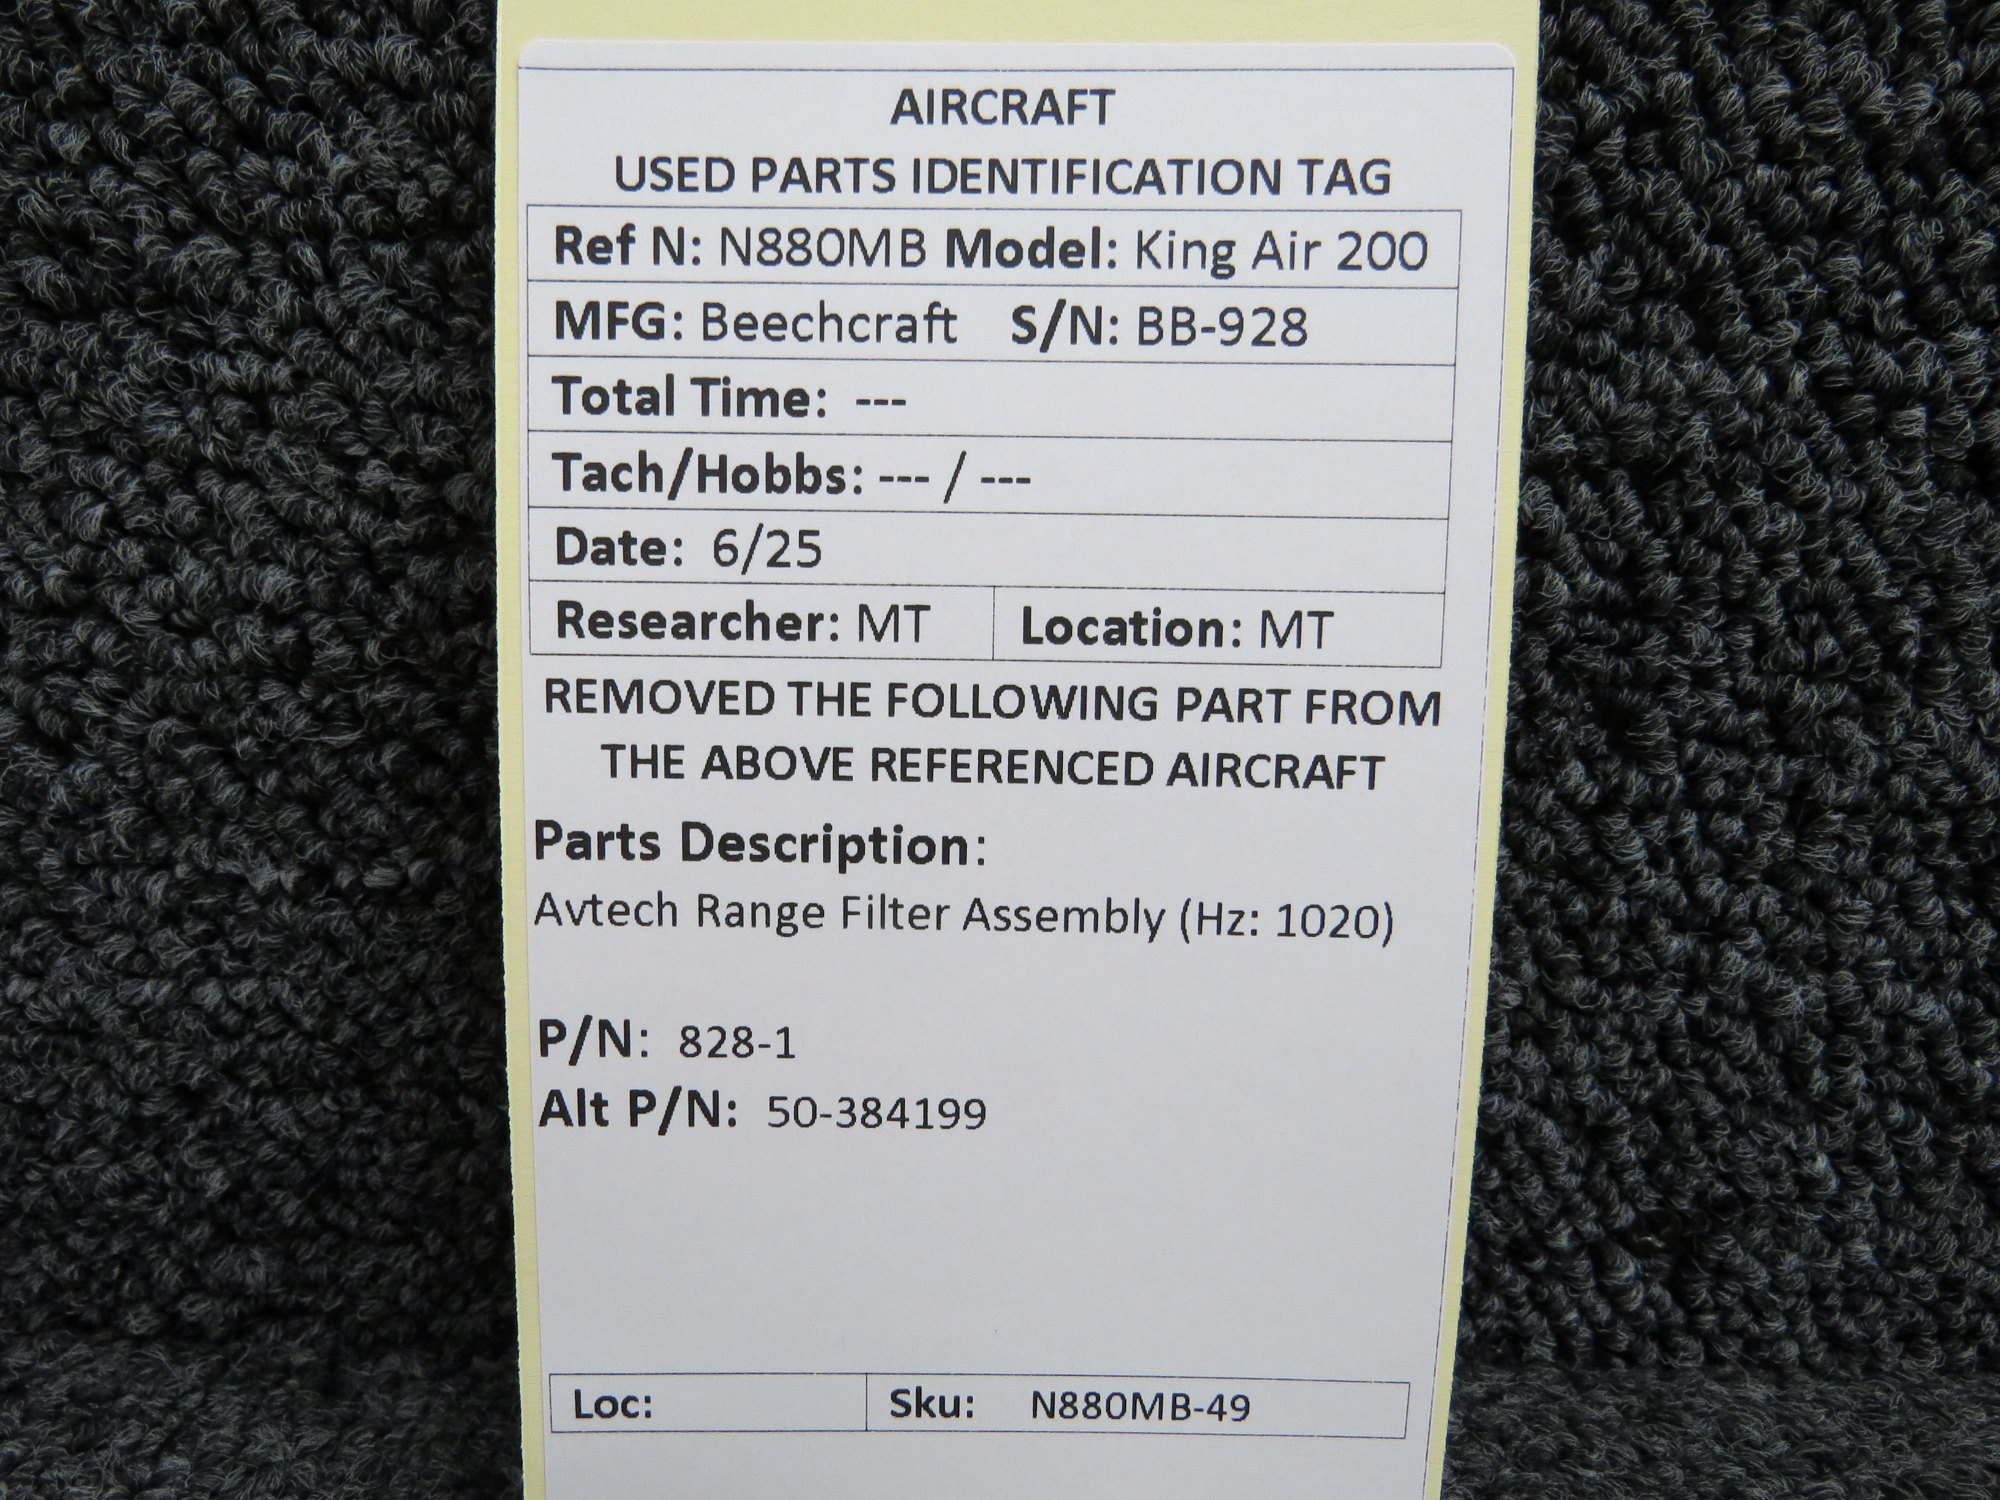 AIRCRAFT
USED PARTS IDENTIFICATION TAG
Ref N: N880MB Model: King Air 200
MFG: Beechcraft S/N: BB-928
Total Time: ---
Tach/Hobbs: --- / ---
Date: 6/25
Researcher: MT Location: MT
REMOVED THE FOLLOWING PART FROM
THE ABOVE REFERENCED AIRCRAFT
Parts Description:
Avtech Range Filter Assembly (Hz: 1020)
P/N: 828-1
Alt P/N: 50-384199
Loc: Sku: N880MB-49